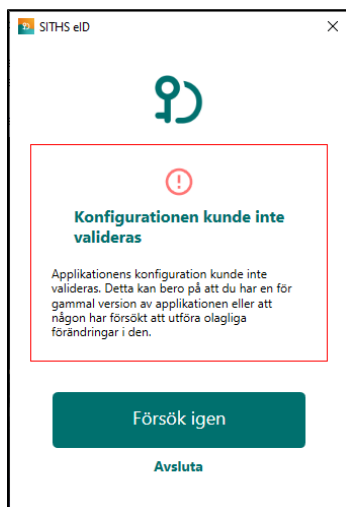 SITHS eID
Konfigurationen kunde inte
valideras
Applikationens konfiguration kunde inte
valideras. Detta kan bero på att du har en för
gammal version av applikationen eller att
någon har försökt att utföra olagliga
förändringar i den.
Försök igen
Avsluta